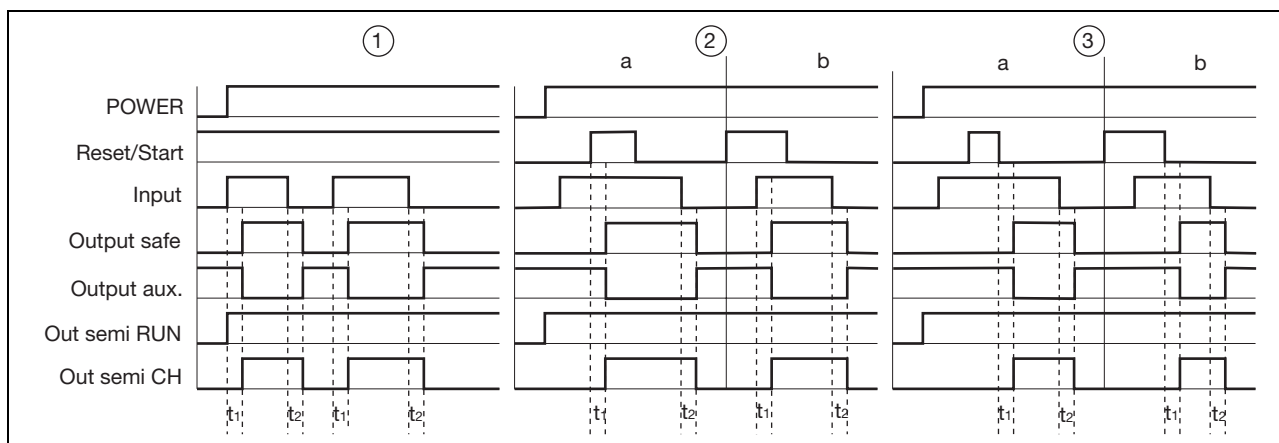 1 2 3
a b a b
POWER
Reset/Start
Input
Output safe
Output aux.
Out semi RUN
Out semi CH
t1 t2 t1 t2 t1 t2 t1 t2 t1 t2 t1 t2